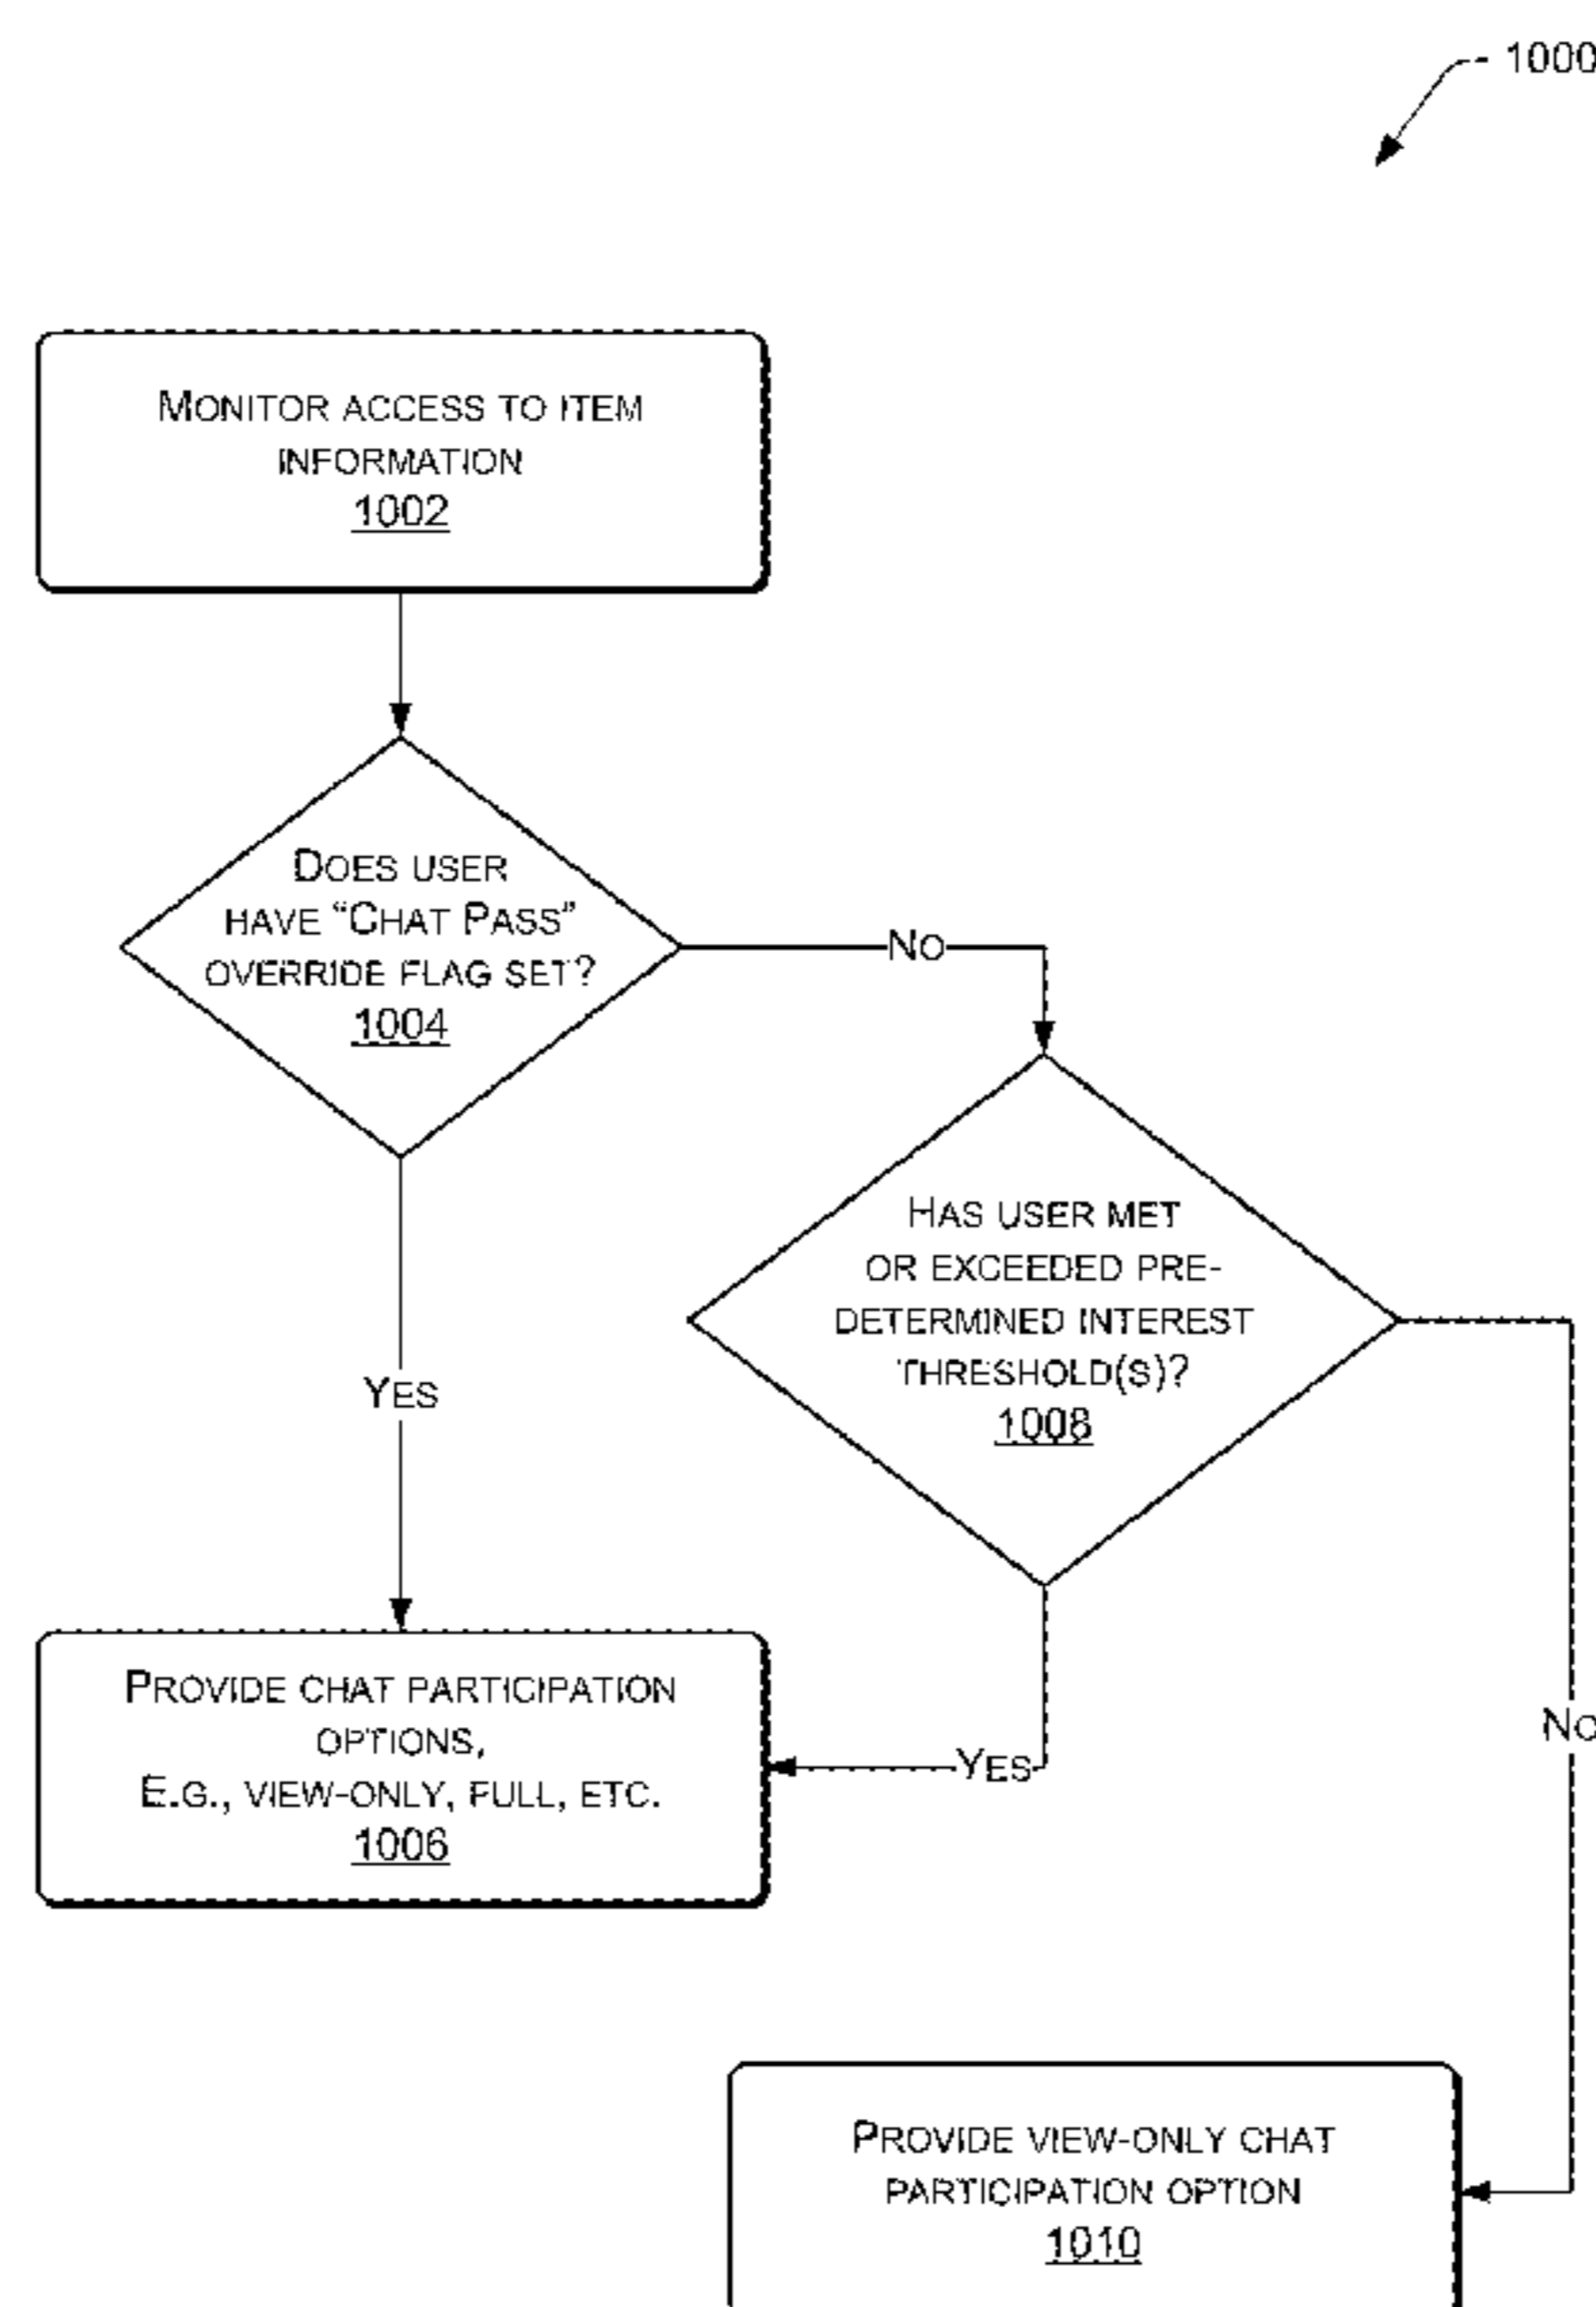 1000
MONITOR ACCESS TO ITEM
INFORMATION
1002
DOES USER
HAVE “CHAT PASS”
OVERRIDE FLAG SET?
1004
NO
HAS USER MET
OR EXCEEDED PRE-
DETERMINED INTEREST
THRESHOLD(S)?
1008
YES
PROVIDE CHAT PARTICIPATION
OPTIONS,
E.G., VIEW-ONLY, FULL, ETC.
1006
YES
NO
PROVIDE VIEW-ONLY CHAT
PARTICIPATION OPTION
1010